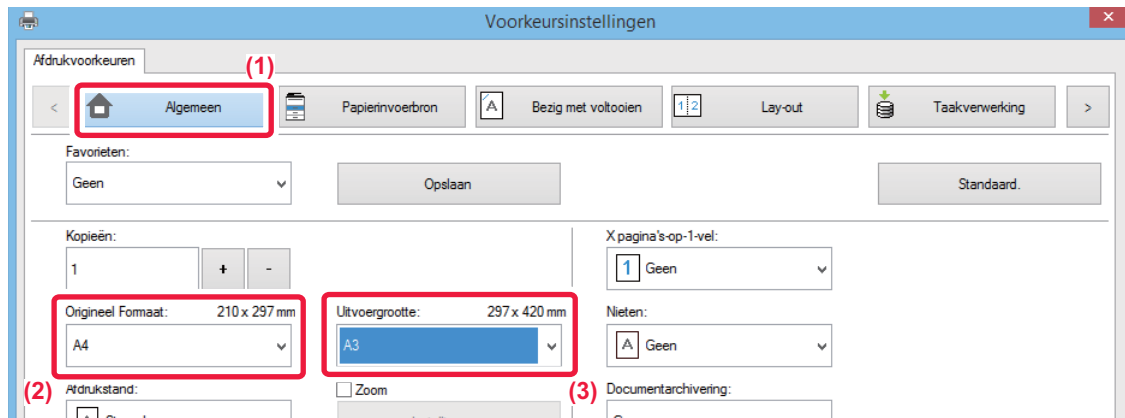 Voorkeursinstellingen
Afdrukvoorkeuren
(1)
< Algemeen Papierinvoerbron Bezig met voltooien Lay-out Taakverwerking >
Favorieten:
Geen Opslaan Standaard.
Kopieën: X pagina's-op-1-vel:
1 + - 1 Geen
Origineel Formaat: 210 x 297 mm Uitvoergrootte: 297 x 420 mm Nieten:
A4 A3 Geen
(2) Afdrukstand: Zoom (3) Documentarchivering: